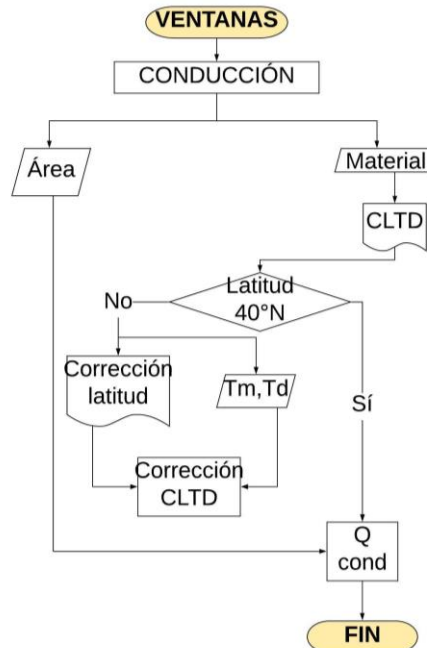 VENTANAS
CONDUCCIÓN
Área
Material
CLTD
Latitud
40°N
No
Sí
Corrección
latitud
Tm,Td
Corrección
CLTD
Q
cond
FIN